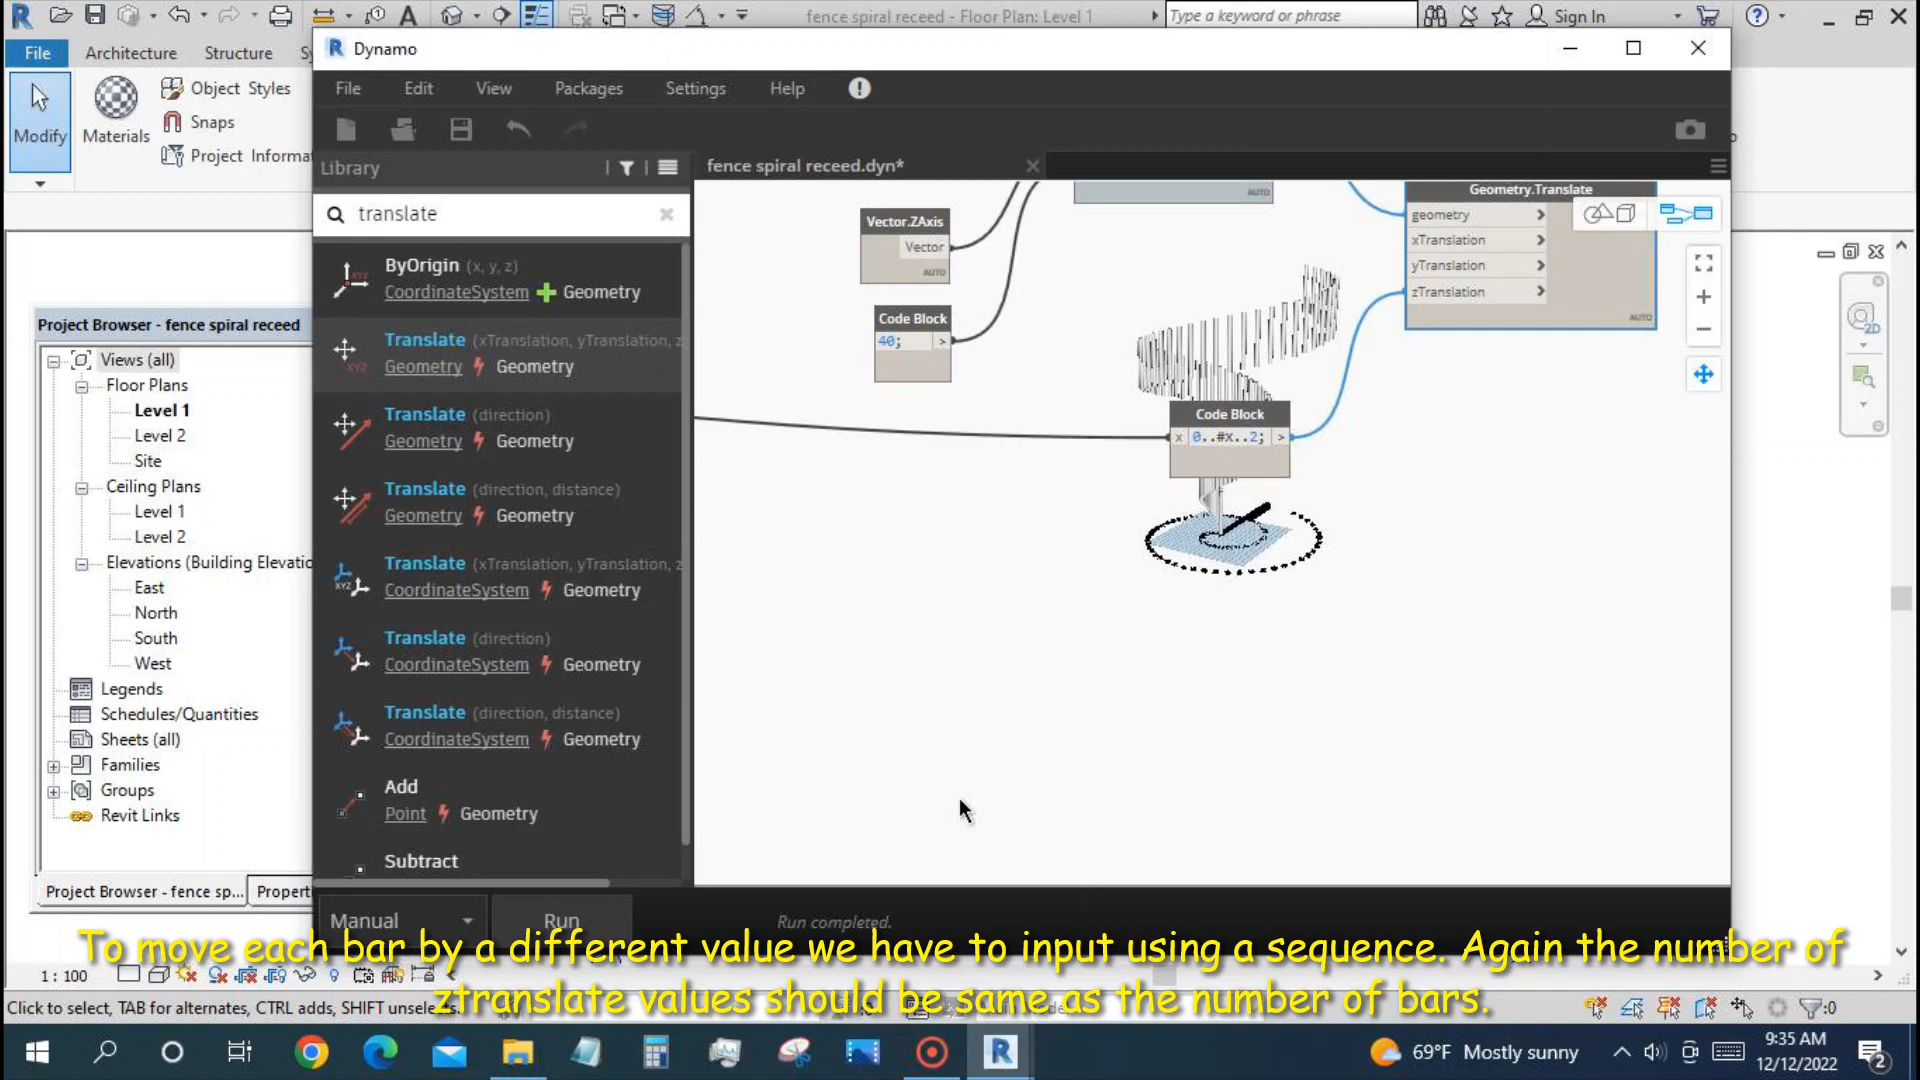 fence spiral receed - Floor Plan: Level 1
Type a keyword or phrase
Sign In
File
Architecture
Structure
Modify
Materials
Object Styles
Snaps
Project Informa
Dynamo
File Edit View Packages Settings Help
Library
fence spiral receed.dyn*
translate
ByOrigin (x, y, z)
CoordinateSystem Geometry
Translate (xTranslation, yTranslation, z
Geometry Geometry
Translate (direction)
Geometry Geometry
Translate (direction, distance)
Geometry Geometry
Translate (xTranslation, yTranslation, z
CoordinateSystem Geometry
Translate (direction)
CoordinateSystem Geometry
Translate (direction, distance)
CoordinateSystem Geometry
Add
Point Geometry
Subtract
Manual
Run
Run completed.
AUTO
Vector.ZAxis
Vector
AUTO
Code Block
40; >
Geometry.Translate
geometry >
xTranslation >
yTranslation >
zTranslation >
AUTO
Code Block
x 0..#x..2; >
Project Browser - fence spiral receed
Views (all)
Floor Plans
Level 1
Level 2
Site
Ceiling Plans
Level 1
Level 2
Elevations (Building Elevatio
East
North
South
West
Legends
Schedules/Quantities
Sheets (all)
Families
Groups
Revit Links
Project Browser - fence sp...
Propert
2D
To move each bar by a different value we have to input using a sequence. Again the number of
ztranslate values should be same as the number of bars.
1 : 100
Click to select, TAB for alternates, CTRL adds, SHIFT unselec
:0
69°F Mostly sunny
9:35 AM
12/12/2022
2